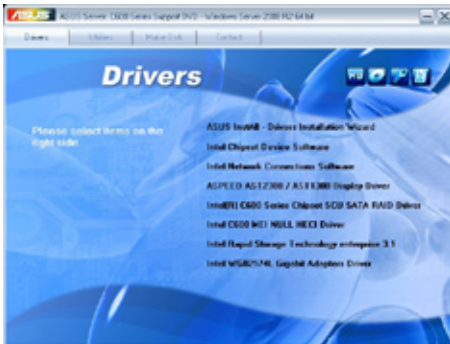 ASUS Server C600 Series Support DVD - Windows Server 2008 R2 64 bit
Drivers Utilities Make Disk Contact
Drivers
Please select items on the
right side
ASUS InstAll - Drivers Installation Wizard
Intel Chipset Device Software
Intel Network Connections Software
ASPEED AST2300 / AST1300 Display Driver
Intel(R) C600 Series Chipset SCU SATA RAID Driver
Intel C600 MEI NULL HECI Driver
Intel Rapid Storage Technology enterprise 3.1
Intel WG82574L Gigabit Adaptors Driver